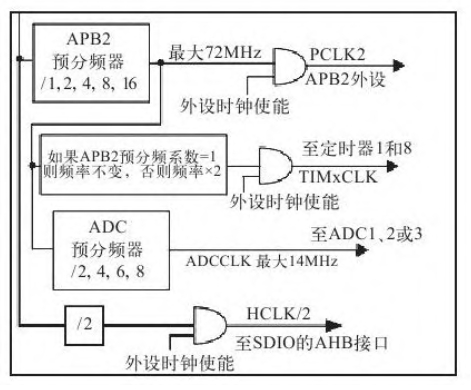 APB2
预分频器
/1,2, 4, 8, 16
最大72MHz
PCLK2
APB2外设
外设时钟使能
如果APB2预分频系数=1
则频率不变，否则频率×2
至定时器1和8
TIMxCLK
外设时钟使能
ADC
预分频器
/2, 4, 6, 8
至ADC1、2或3
ADCCLK 最大14MHz
/2
HCLK/2
至SDIO的AHB接口
外设时钟使能